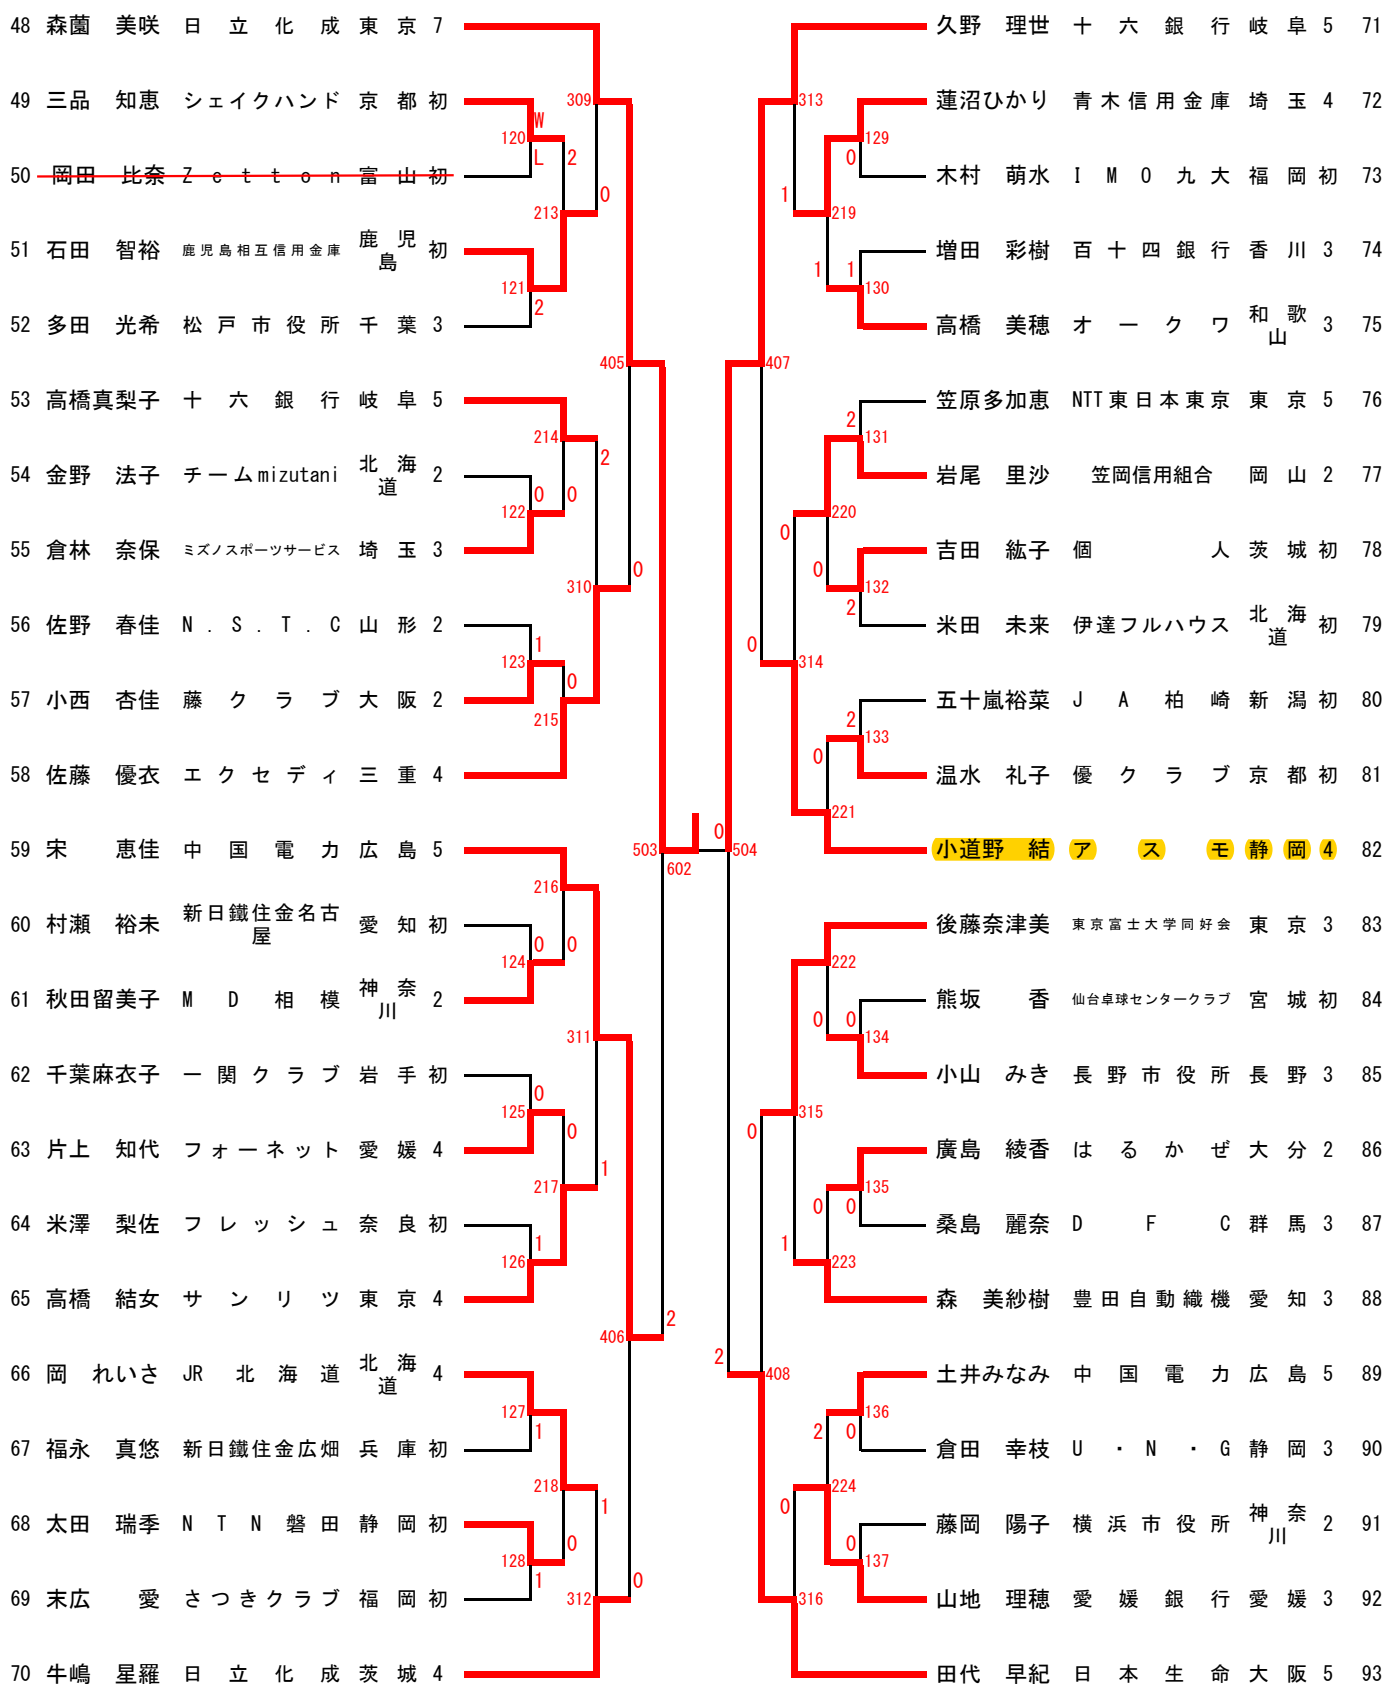 48 森薗 美咲 日立化成 東京 7
49 三品 知恵 シェイクハンド 京都 初
50 岡田 比奈 Zetton 富山 初
51 石田 智裕 鹿児島相互信用金庫 鹿児島 初
52 多田 光希 松戸市役所 千葉 3
53 高橋真梨子 十六銀行 岐阜 5
54 金野 法子 チームmizutani 北海道 2
55 倉林 奈保 ミズノスポーツサービス 埼玉 3
56 佐野 春佳 N.S.T.C 山形 2
57 小西 杏佳 藤クラブ 大阪 2
58 佐藤 優衣 エクセディ 三重 4
59 宋 恵佳 中国電力 広島 5
60 村瀬 裕未 新日鐵住金名古屋 愛知 初
61 秋田留美子 MD相模 神奈川 2
62 千葉麻衣子 一関クラブ 岩手 初
63 片上 知代 フォーネット 愛媛 4
64 米澤 梨佐 フレッシュ 奈良 初
65 高橋 結女 サンリツ 東京 4
66 岡 れいさ JR北海道 北海道 4
67 福永 真悠 新日鐵住金広畑 兵庫 初
68 太田 瑞季 NTN磐田 静岡 初
69 末広 愛 さつきクラブ 福岡 初
70 牛嶋 星羅 日立化成 茨城 4
309
W
120
L
2
0
213
121
2
405
214
2
0
0
122
0
310
1
123
0
215
503
602
0
504
216
0
0
124
311
0
125
0
1
217
1
126
2
406
127
1
218
1
0
128
1
0
312
313
129
0
1
219
1
1
130
407
2
131
220
0
0
132
2
0
314
2
133
0
221
222
0
0
134
315
0
135
0
0
1
223
2
408
136
2
0
224
0
0
137
316
久野 理世 十六銀行 岐阜 5 71
蓮沼ひかり 青木信用金庫 埼玉 4 72
木村 萌水 IMO九大 福岡 初 73
増田 彩樹 百十四銀行 香川 3 74
高橋 美穂 オークワ 和歌山 3 75
笠原多加恵 NTT東日本東京 東京 5 76
岩尾 里沙 笠岡信用組合 岡山 2 77
吉田 紘子 個人 茨城 初 78
米田 未来 伊達フルハウス 北海道 初 79
五十嵐裕菜 JA柏崎 新潟 初 80
温水 礼子 優クラブ 京都 初 81
小道野 結 アスモ 静岡 4 82
後藤奈津美 東京富士大学同好会 東京 3 83
熊坂 香 仙台卓球センタークラブ 宮城 初 84
小山 みき 長野市役所 長野 3 85
廣島 綾香 はるかぜ 大分 2 86
桑島 麗奈 DFC 群馬 3 87
森 美紗樹 豊田自動織機 愛知 3 88
土井みなみ 中国電力 広島 5 89
倉田 幸枝 U・N・G 静岡 3 90
藤岡 陽子 横浜市役所 神奈川 2 91
山地 理穂 愛媛銀行 愛媛 3 92
田代 早紀 日本生命 大阪 5 93